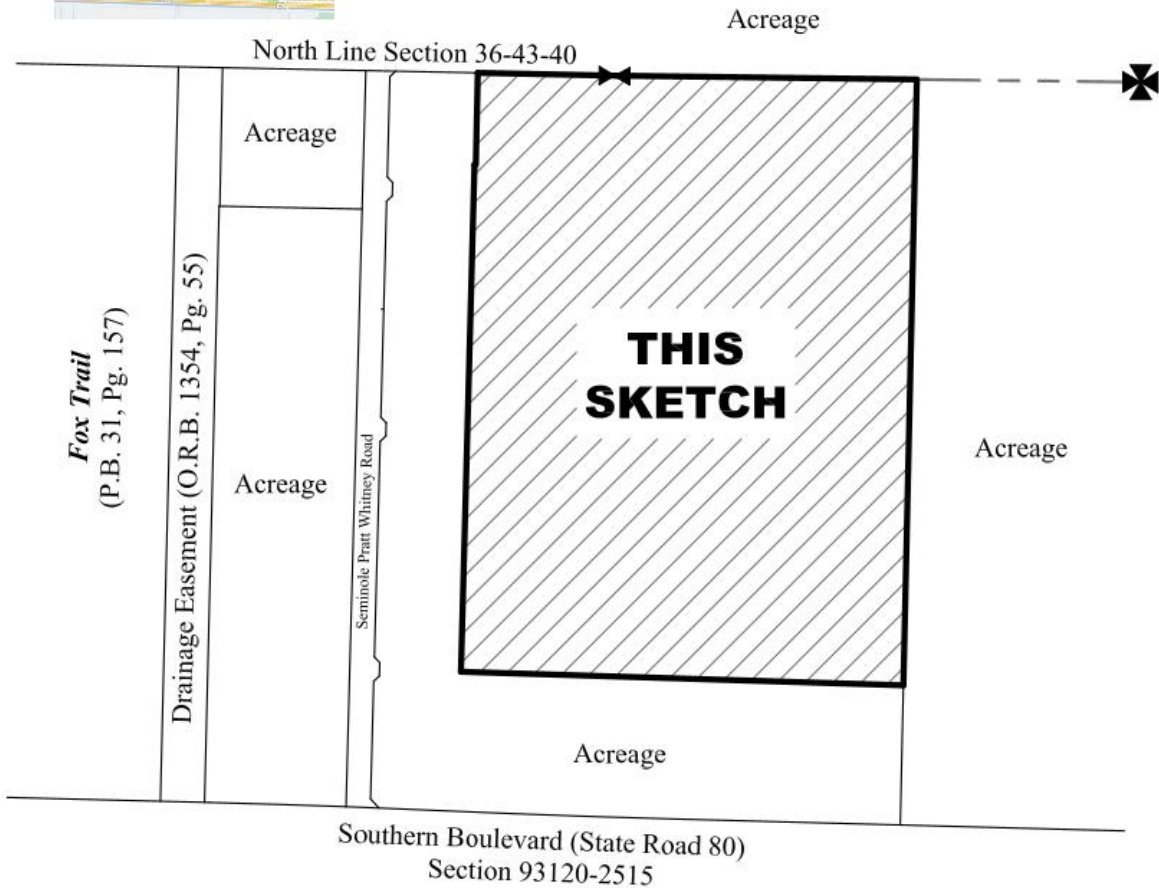 Acreage
North Line Section 36-43-40
Acreage
Fox Trail
(P.B. 31, Pg. 157)
Drainage Easement (O.R.B. 1354, Pg. 55)
Acreage
Seminole Pratt Whitney Road
THIS
SKETCH
Acreage
Acreage
Southern Boulevard (State Road 80)
Section 93120-2515